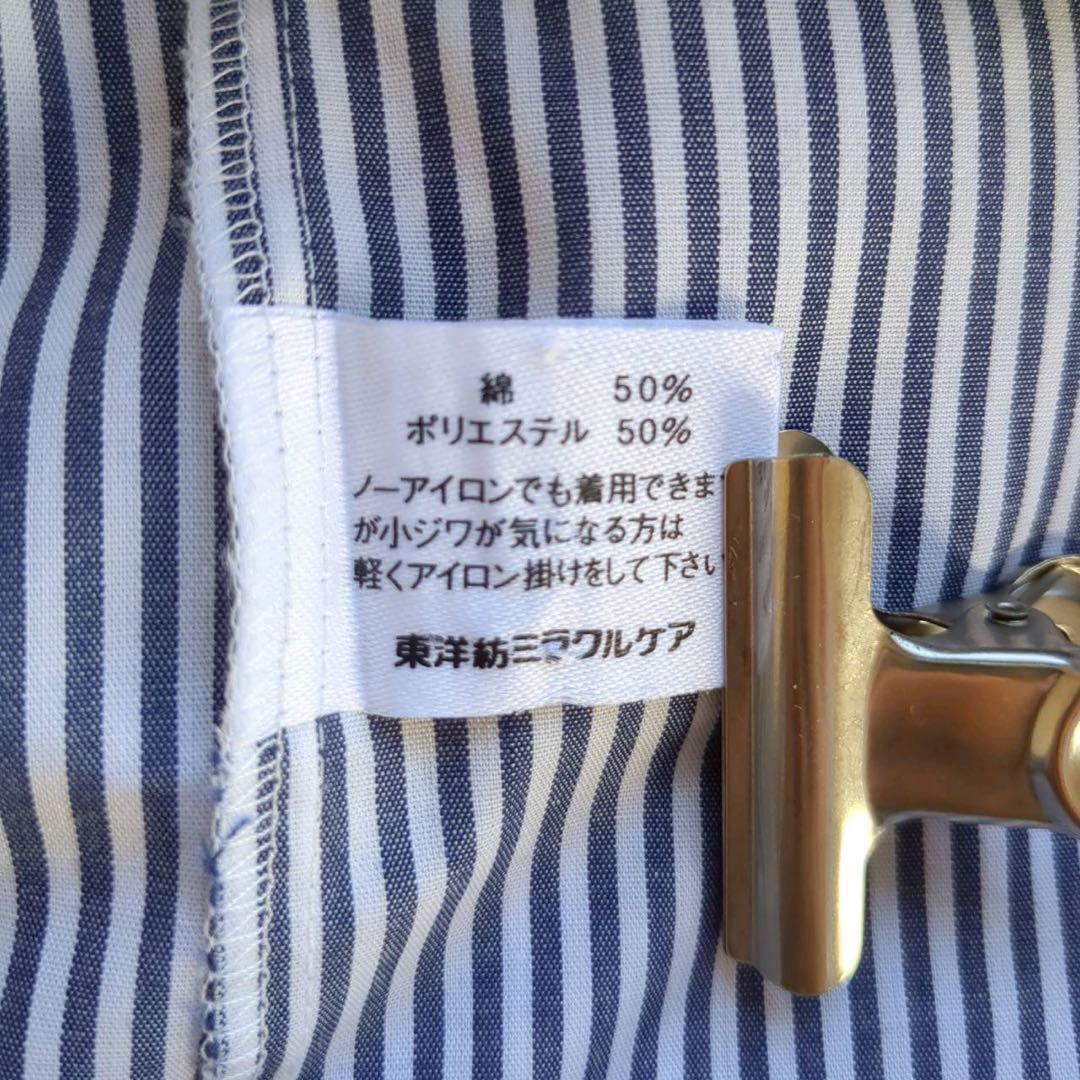 綿 50%
ポリエステル 50%
ノーアイロンでも着用できま
が小ジワが気になる方は
軽くアイロン掛けをして下さい
東洋紡ミラクルケア